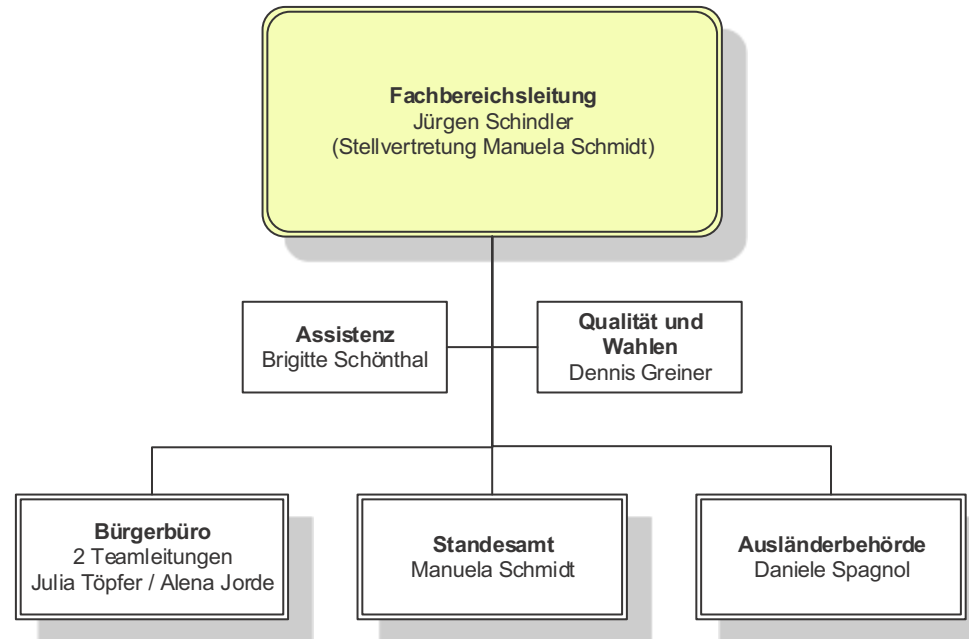 Fachbereichsleitung
Jürgen Schindler
(Stellvertretung Manuela Schmidt)
Assistenz
Brigitte Schönthal
Qualität und
Wahlen
Dennis Greiner
Bürgerbüro
2 Teamleitungen
Julia Töpfer / Alena Jorde
Standesamt
Manuela Schmidt
Ausländerbehörde
Daniele Spagnol